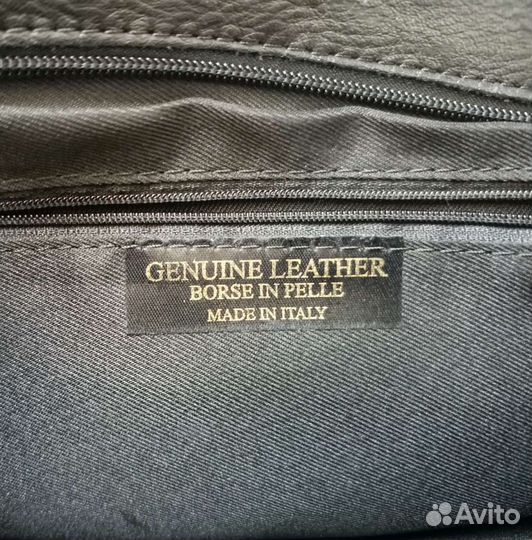 GENUINE LEATHER
BORSE IN PELLE
MADE IN ITALY
Avito